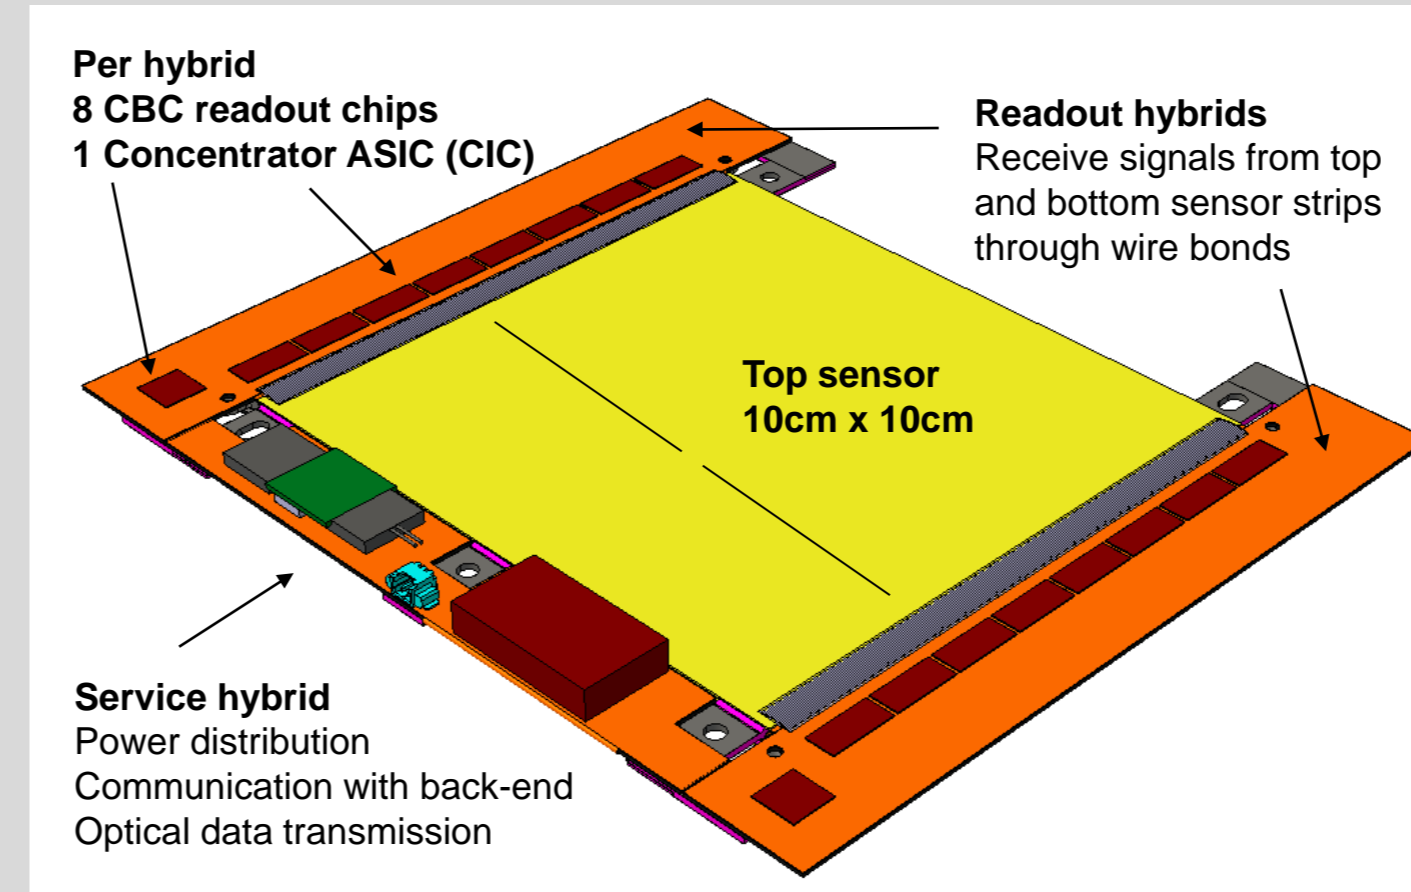 Per hybrid
8 CBC readout chips
1 Concentrator ASIC (CIC)
Readout hybrids
Receive signals from top
and bottom sensor strips
through wire bonds
Top sensor
10cm x 10cm
Service hybrid
Power distribution
Communication with back-end
Optical data transmission